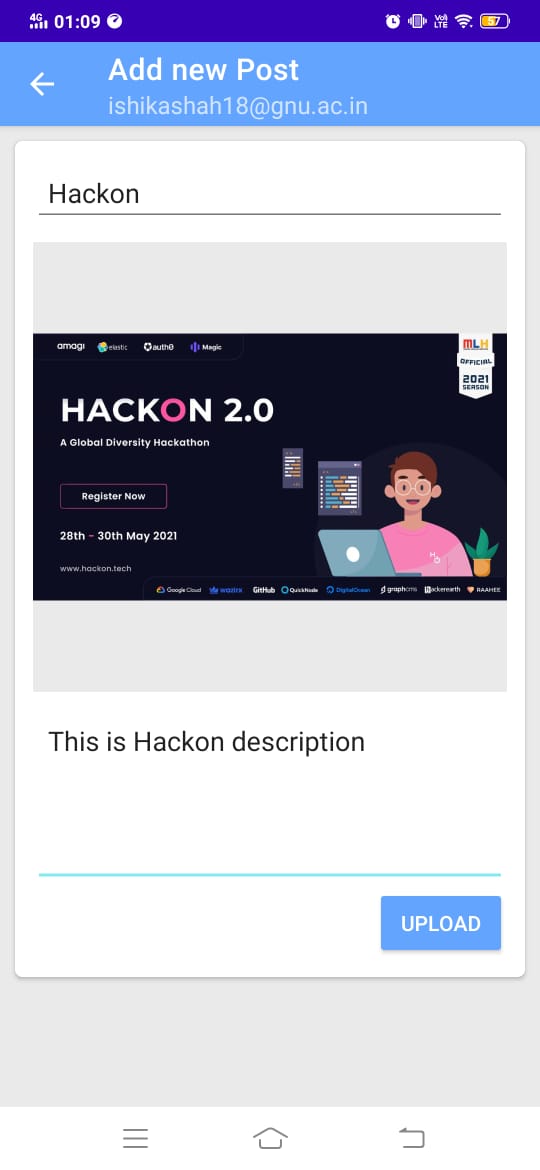 4G 01:09 Voi) LTE 57
Add new Post
ishikashah18@gnu.ac.in
Hackon
amagi elastic auth0 Magic
MLH
OFFICIAL
2021
SEASON
HACKON 2.0
A Global Diversity Hackathon
Register Now
28th - 30th May 2021
www.hackon.tech
Google Cloud wazirx GitHub QuickNode DigitalOcean graphcms hackerearth RAAHEE
This is Hackon description
UPLOAD